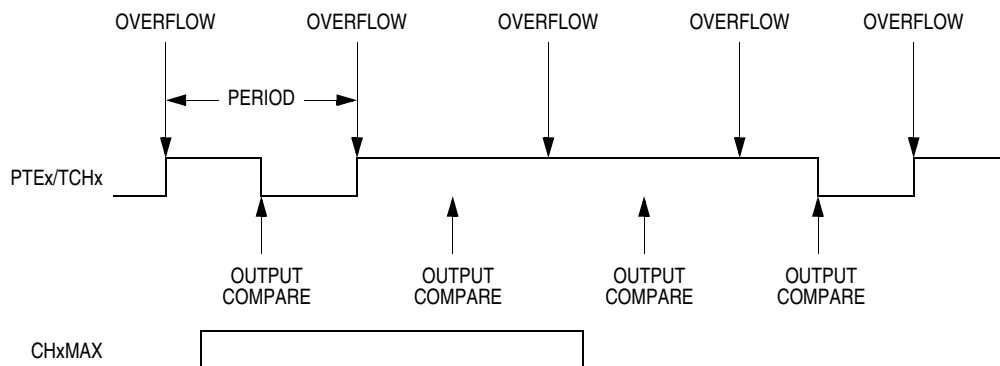 OVERFLOW OVERFLOW OVERFLOW OVERFLOW OVERFLOW
PERIOD
PTEx/TCHx
OUTPUT COMPARE
OUTPUT COMPARE
OUTPUT COMPARE
OUTPUT COMPARE
CHxMAX